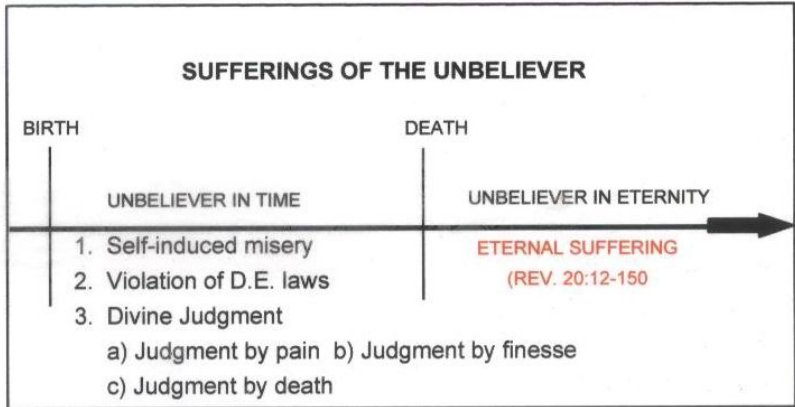 SUFFERINGS OF THE UNBELIEVER
BIRTH
DEATH
UNBELIEVER IN TIME
UNBELIEVER IN ETERNITY
1. Self-induced misery
2. Violation of D.E. laws
3. Divine Judgment
a) Judgment by pain b) Judgment by finesse
c) Judgment by death
ETERNAL SUFFERING
(REV. 20:12-150